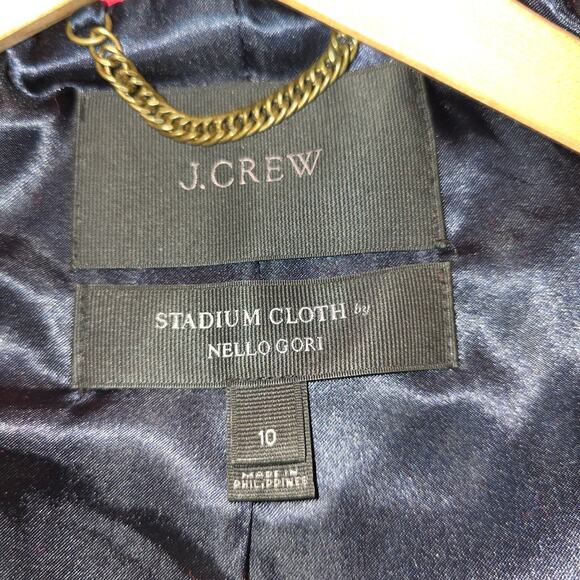 J.CREW
STADIUM CLOTH by
NELLO GORI
10
MADE IN
PHILIPPINES